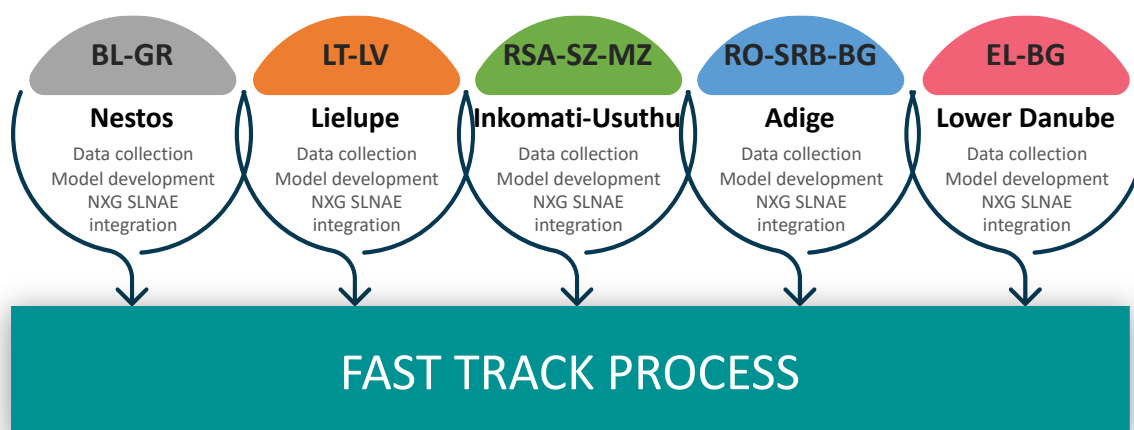 BL-GR
Nestos
Data collection
Model development
NXG SLNAE
integration
LT-LV
Lielupe
Data collection
Model development
NXG SLNAE
integration
RSA-SZ-MZ
Inkomati-Usuthu
Data collection
Model development
NXG SLNAE
integration
RO-SRB-BG
Adige
Data collection
Model development
NXG SLNAE
integration
EL-BG
Lower Danube
Data collection
Model development
NXG SLNAE
integration
FAST TRACK PROCESS